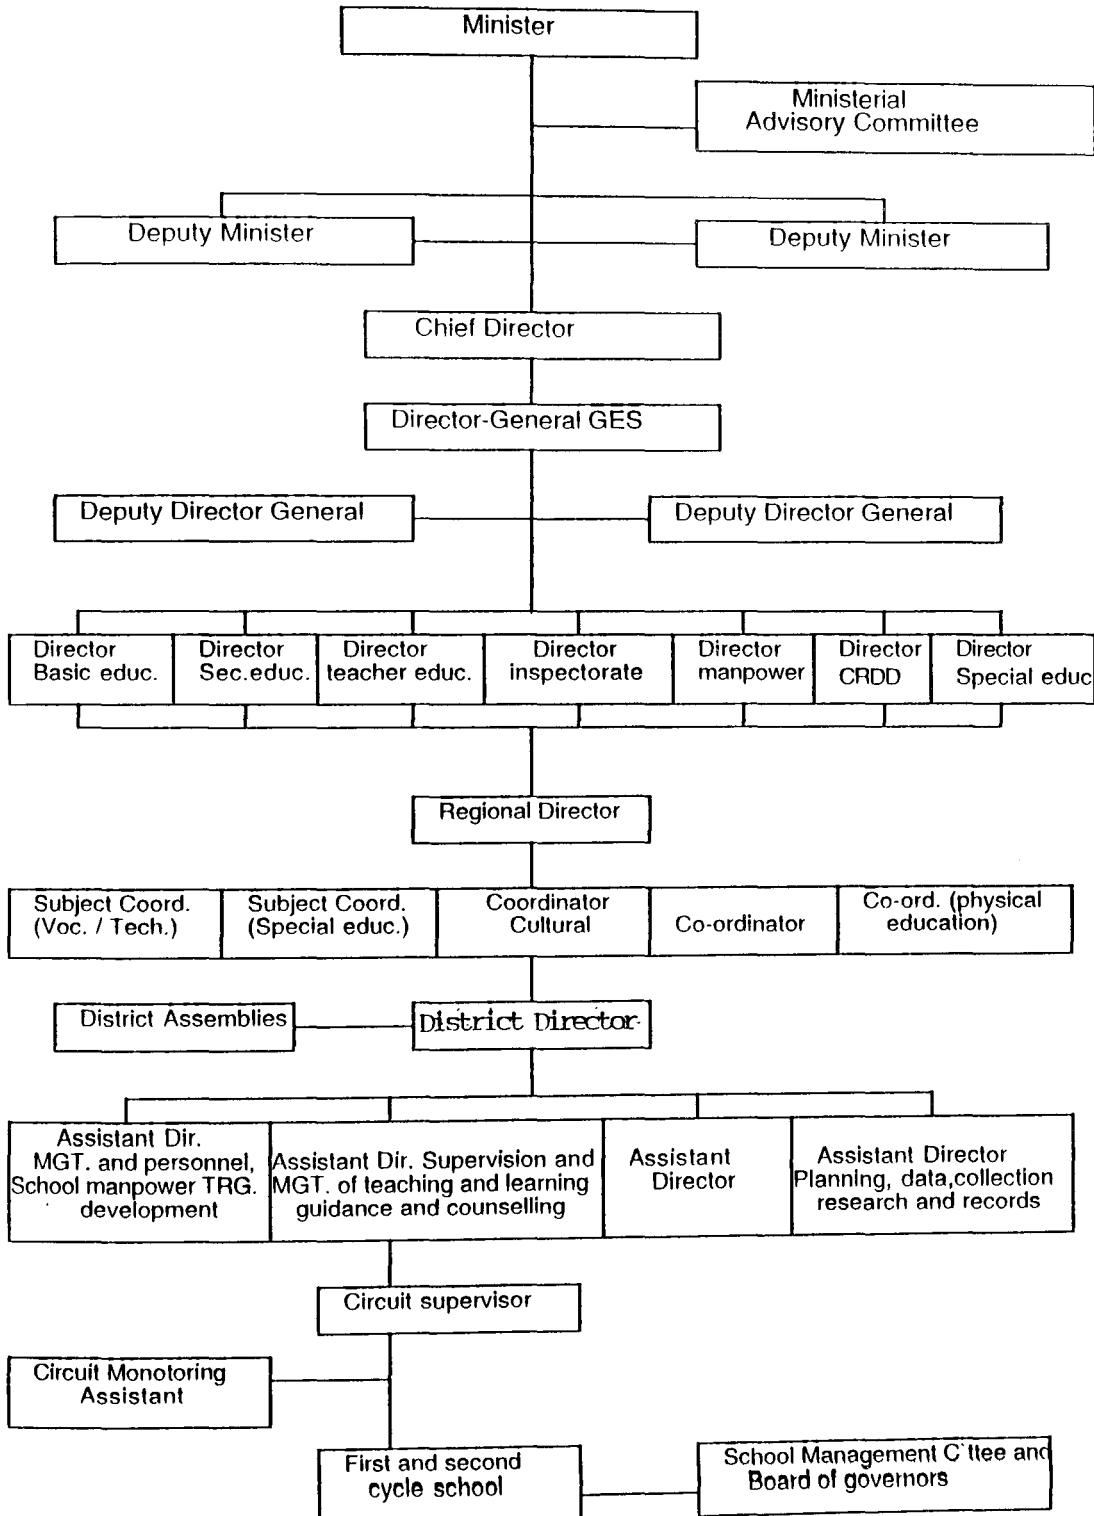 Minister
Ministerial
Advisory Committee
Deputy Minister
Deputy Minister
Chief Director
Director-General GES
Deputy Director General
Deputy Director General
Director
Basic educ.
Director
Sec.educ.
Director
teacher educ.
Director
inspectorate
Director
manpower
Director
CRDD
Director
Special educ
Regional Director
Subject Coord.
(Voc. / Tech.)
Subject Coord.
(Special educ.)
Coordinator
Cultural
Co-ordinator
Co-ord. (physical
education)
District Assemblies
District Director
Assistant Dir.
MGT. and personnel,
School manpower TRG.
development
Assistant Dir. Supervision and
MGT. of teaching and learning
guidance and counselling
Assistant
Director
Assistant Director
Planning, data,collection
research and records
Circuit supervisor
Circuit Monotoring
Assistant
First and second
cycle school
School Management C'ttee and
Board of governors